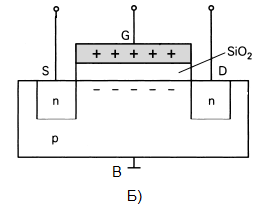 G
+ + + + +
SiO₂
S
D
– – – – –
n
n
p
B
Б)